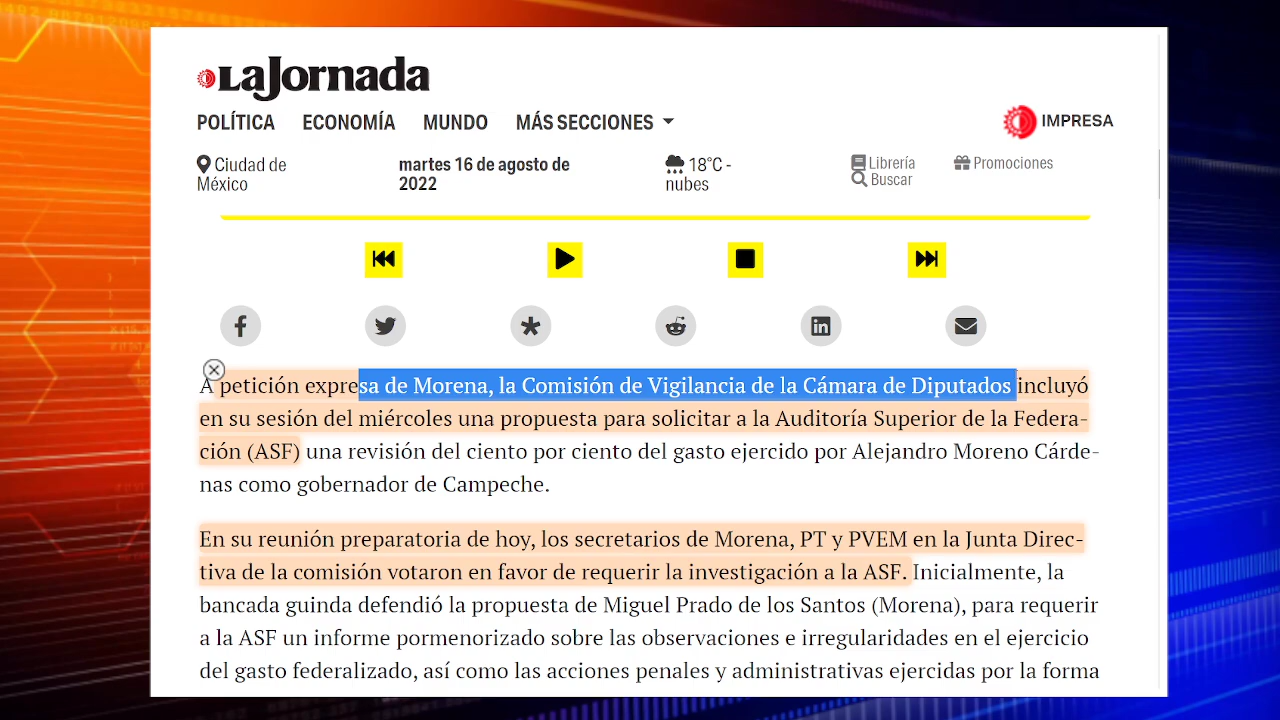 LaJornada
POLÍTICA ECONOMÍA MUNDO MÁS SECCIONES IMPRESA
Ciudad de México martes 16 de agosto de 2022 18°C - nubes Librería Buscar Promociones
A petición expresa de Morena, la Comisión de Vigilancia de la Cámara de Diputados incluyó
en su sesión del miércoles una propuesta para solicitar a la Auditoría Superior de la Federa-
ción (ASF) una revisión del ciento por ciento del gasto ejercido por Alejandro Moreno Cárde-
nas como gobernador de Campeche.
En su reunión preparatoria de hoy, los secretarios de Morena, PT y PVEM en la Junta Direc-
tiva de la comisión votaron en favor de requerir la investigación a la ASF. Inicialmente, la
bancada guinda defendió la propuesta de Miguel Prado de los Santos (Morena), para requerir
a la ASF un informe pormenorizado sobre las observaciones e irregularidades en el ejercicio
del gasto federalizado, así como las acciones penales y administrativas ejercidas por la forma